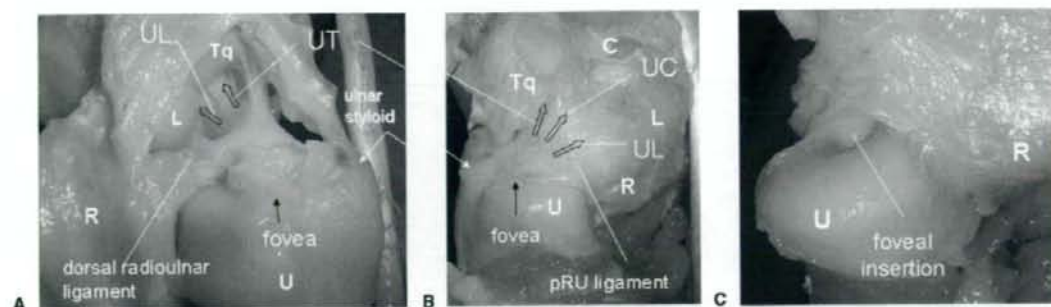 UL
Tq
UT
L
ulnar
styloid
R
fovea
dorsal radioulnar
ligament
U
A
C
Tq
UC
L
UL
R
U
fovea
pRU ligament
B
R
U
foveal
insertion
C